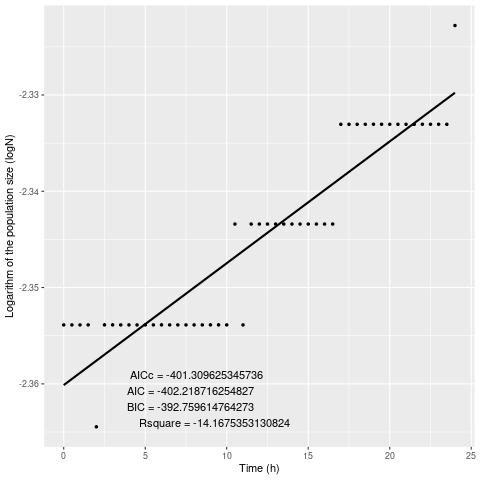 Logarithm of the population size (logN)
-2.33
-2.34
-2.35
-2.36
AICc = -401.309625345736
AIC = -402.218716254827
BIC = -392.759614764273
Rsquare = -14.1675353130824
0 5 10 15 20 25
Time (h)